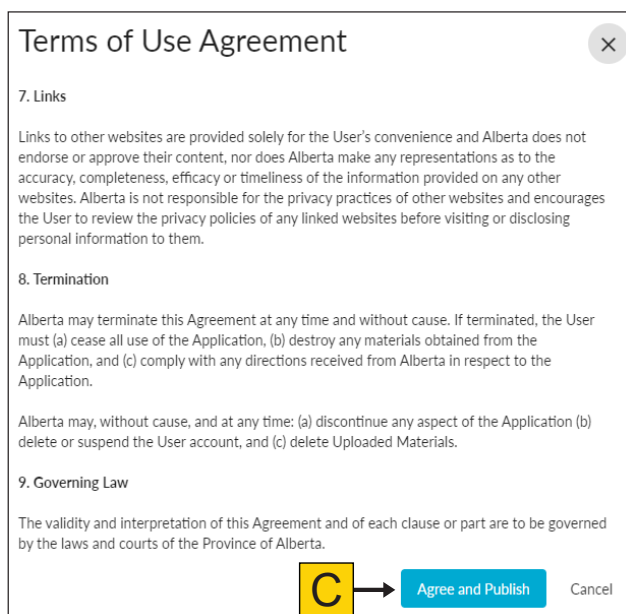 Terms of Use Agreement
7. Links
Links to other websites are provided solely for the User's convenience and Alberta does not
endorse or approve their content, nor does Alberta make any representations as to the
accuracy, completeness, efficacy or timeliness of the information provided on any other
websites. Alberta is not responsible for the privacy practices of other websites and encourages
the User to review the privacy policies of any linked websites before visiting or disclosing
personal information to them.
8. Termination
Alberta may terminate this Agreement at any time and without cause. If terminated, the User
must (a) cease all use of the Application, (b) destroy any materials obtained from the
Application, and (c) comply with any directions received from Alberta in respect to the
Application.
Alberta may, without cause, and at any time: (a) discontinue any aspect of the Application (b)
delete or suspend the User account, and (c) delete Uploaded Materials.
9. Governing Law
The validity and interpretation of this Agreement and of each clause or part are to be governed
by the laws and courts of the Province of Alberta.
C Agree and Publish Cancel